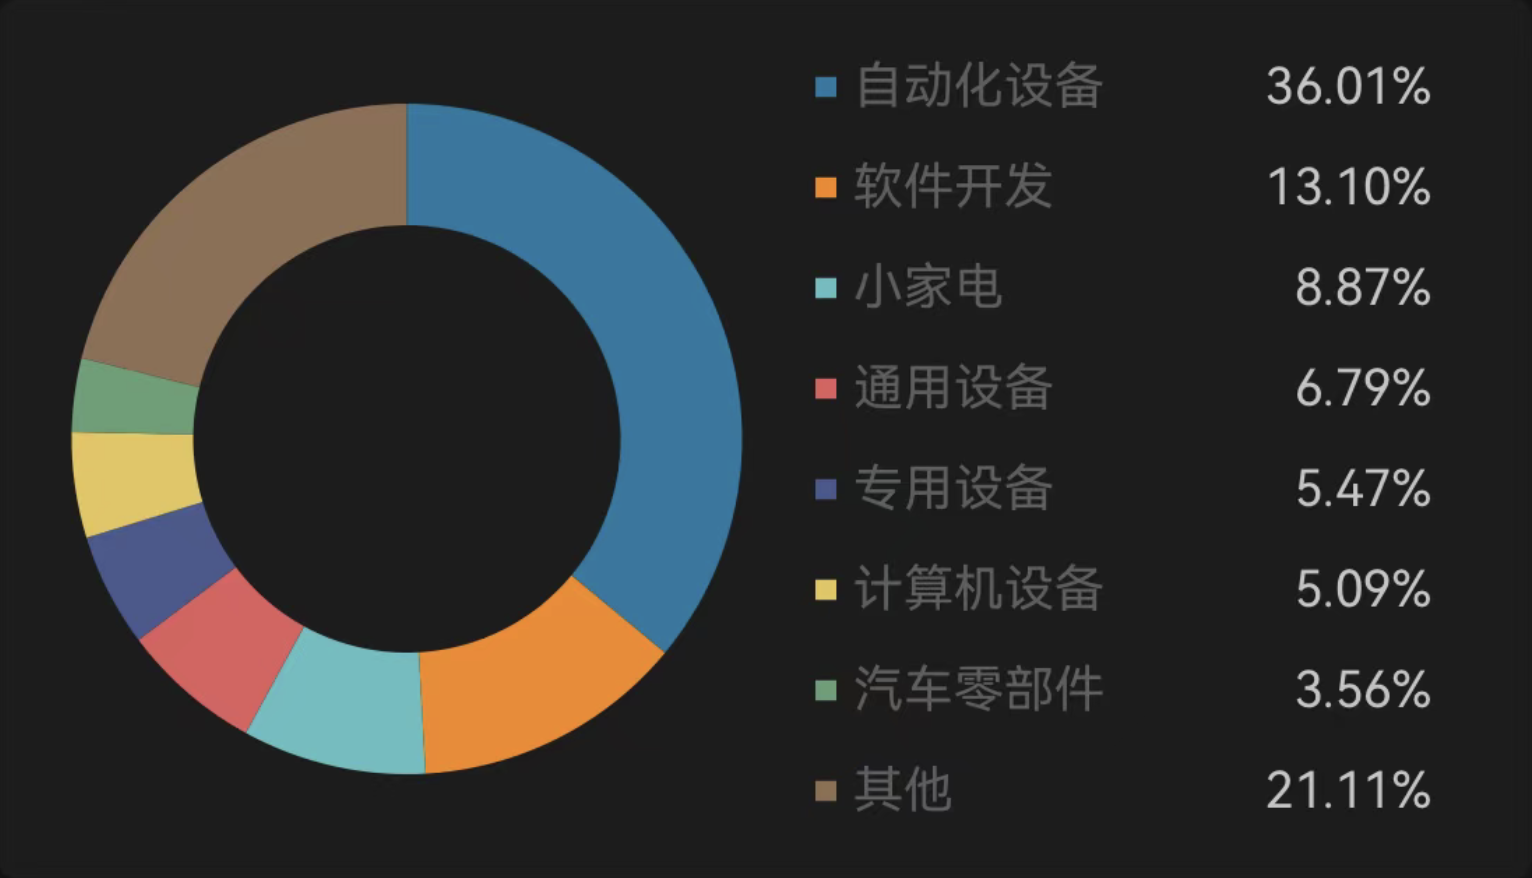 自动化设备 36.01%
软件开发 13.10%
小家电 8.87%
通用设备 6.79%
专用设备 5.47%
计算机设备 5.09%
汽车零部件 3.56%
其他 21.11%